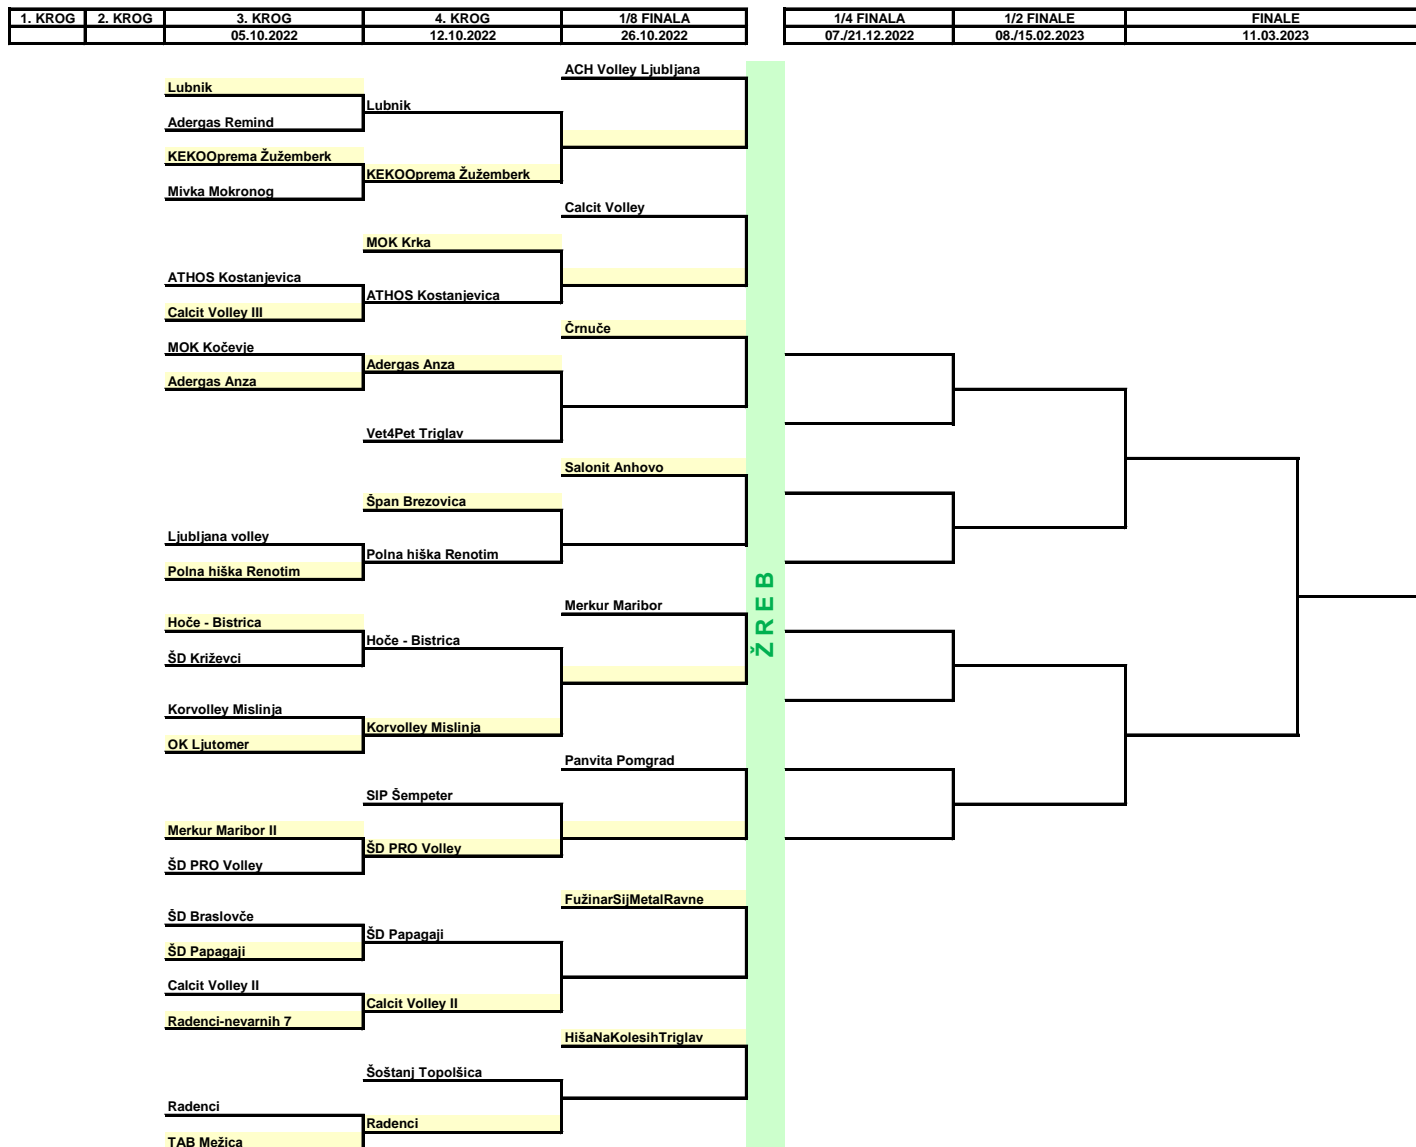 1. KROG 2. KROG 3. KROG 4. KROG 1/8 FINALA 1/4 FINALA 1/2 FINALE FINALE
05.10.2022 12.10.2022 26.10.2022 07./21.12.2022 08./15.02.2023 11.03.2023
ACH Volley Ljubljana
Lubnik
Lubnik
Adergas Remind
KEKOOprema Žužemberk
KEKOOprema Žužemberk
Mivka Mokronog
Calcit Volley
MOK Krka
ATHOS Kostanjevica
ATHOS Kostanjevica
Calcit Volley III
Črnuče
MOK Kočevje
Adergas Anza
Adergas Anza
Vet4Pet Triglav
Salonit Anhovo
Špan Brezovica
Ljubljana volley
Polna hiška Renotim
Polna hiška Renotim
ŽREB
Merkur Maribor
Hoče - Bistrica
Hoče - Bistrica
ŠD Križevci
Korvolley Mislinja
Korvolley Mislinja
OK Ljutomer
Panvita Pomgrad
SIP Šempeter
Merkur Maribor II
ŠD PRO Volley
ŠD PRO Volley
FužinarSijMetalRavne
ŠD Braslovče
ŠD Papagaji
ŠD Papagaji
Calcit Volley II
Calcit Volley II
Radenci-nevarnih 7
HišaNaKolesihTriglav
Šoštanj Topolšica
Radenci
Radenci
TAB Mežica